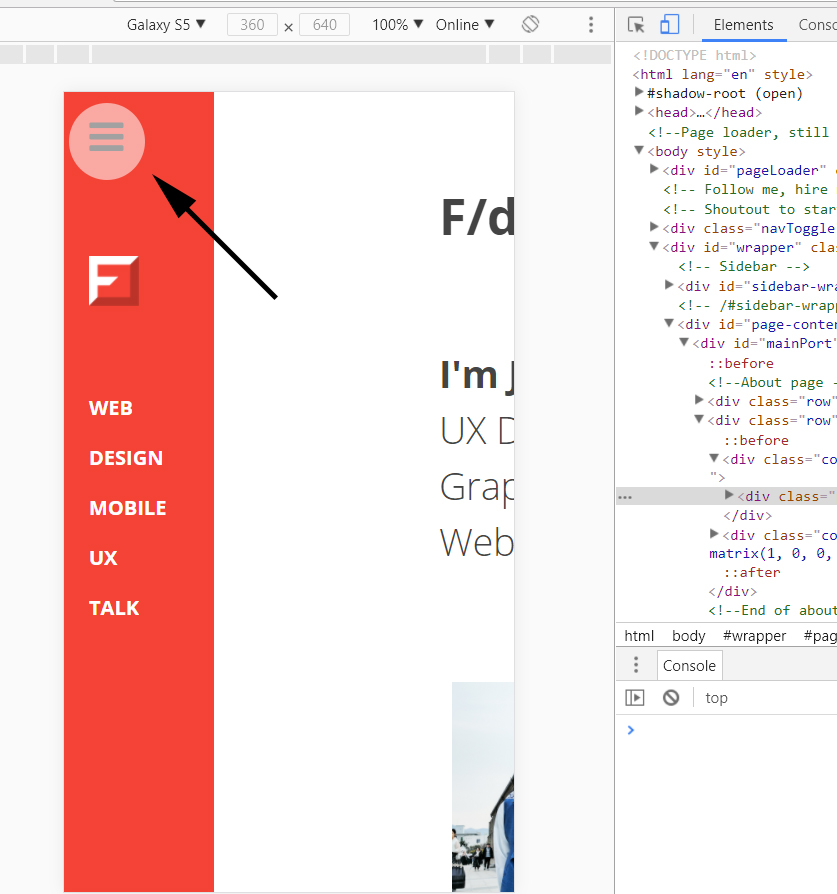 Galaxy S5 ▼ 360 × 640 100% ▼ Online ▼
Elements
<!DOCTYPE html>
<html lang="en" style>
#shadow-root (open)
<head>…</head>
<!--Page loader, still
<body style>
<div id="pageLoader"
<!-- Follow me, hire
<!-- Shoutout to star
<div class="navToggle
<div id="wrapper" clas
<!-- Sidebar -->
<div id="sidebar-wra
<!-- /#sidebar-wrapp
<div id="page-conten
<div id="mainPort"
::before
<!--About page -
<div class="row"
<div class="row"
::before
<div class="co
">
<div class="
</div>
<div class="co
matrix(1, 0, 0,
::after
</div>
<!--End of about
html body #wrapper #pag
Console
top
F/d
F
I'm J
UX D
Grap
Web
WEB
DESIGN
MOBILE
UX
TALK